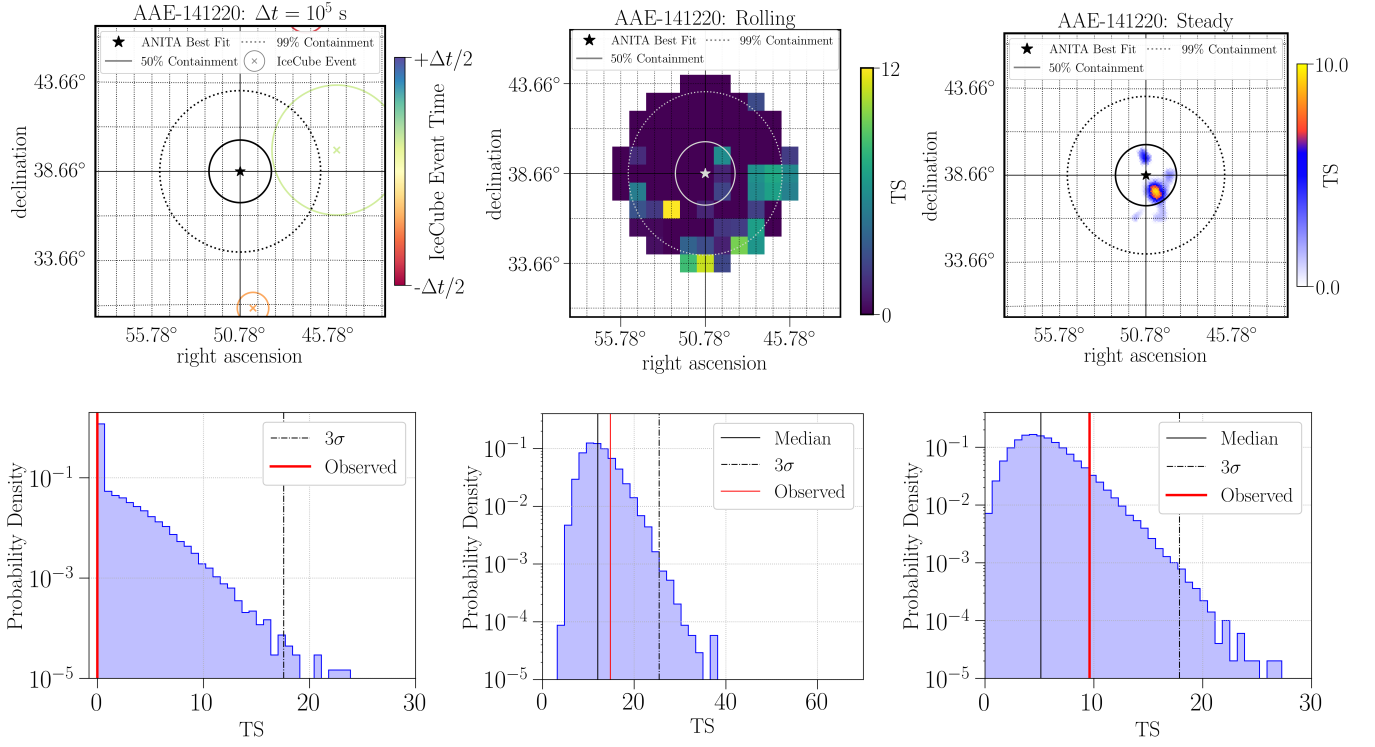 AAE-141220: Δt = 10⁵ s
ANITA Best Fit
99% Containment
50% Containment
IceCube Event
43.66°
38.66°
33.66°
declination
55.78°
50.78°
45.78°
right ascension
+Δt/2
-Δt/2
IceCube Event Time
AAE-141220: Rolling
ANITA Best Fit
99% Containment
50% Containment
43.66°
38.66°
33.66°
declination
55.78°
50.78°
45.78°
right ascension
12
0
TS
AAE-141220: Steady
ANITA Best Fit
99% Containment
50% Containment
43.66°
38.66°
33.66°
declination
55.78°
50.78°
45.78°
right ascension
10.0
0.0
TS
3σ
Observed
10⁻¹
10⁻³
10⁻⁵
Probability Density
0
10
20
30
TS
Median
3σ
Observed
10⁻¹
10⁻²
10⁻³
10⁻⁴
10⁻⁵
Probability Density
0
20
40
60
TS
Median
3σ
Observed
10⁻¹
10⁻²
10⁻³
10⁻⁴
10⁻⁵
Probability Density
0
10
20
30
TS